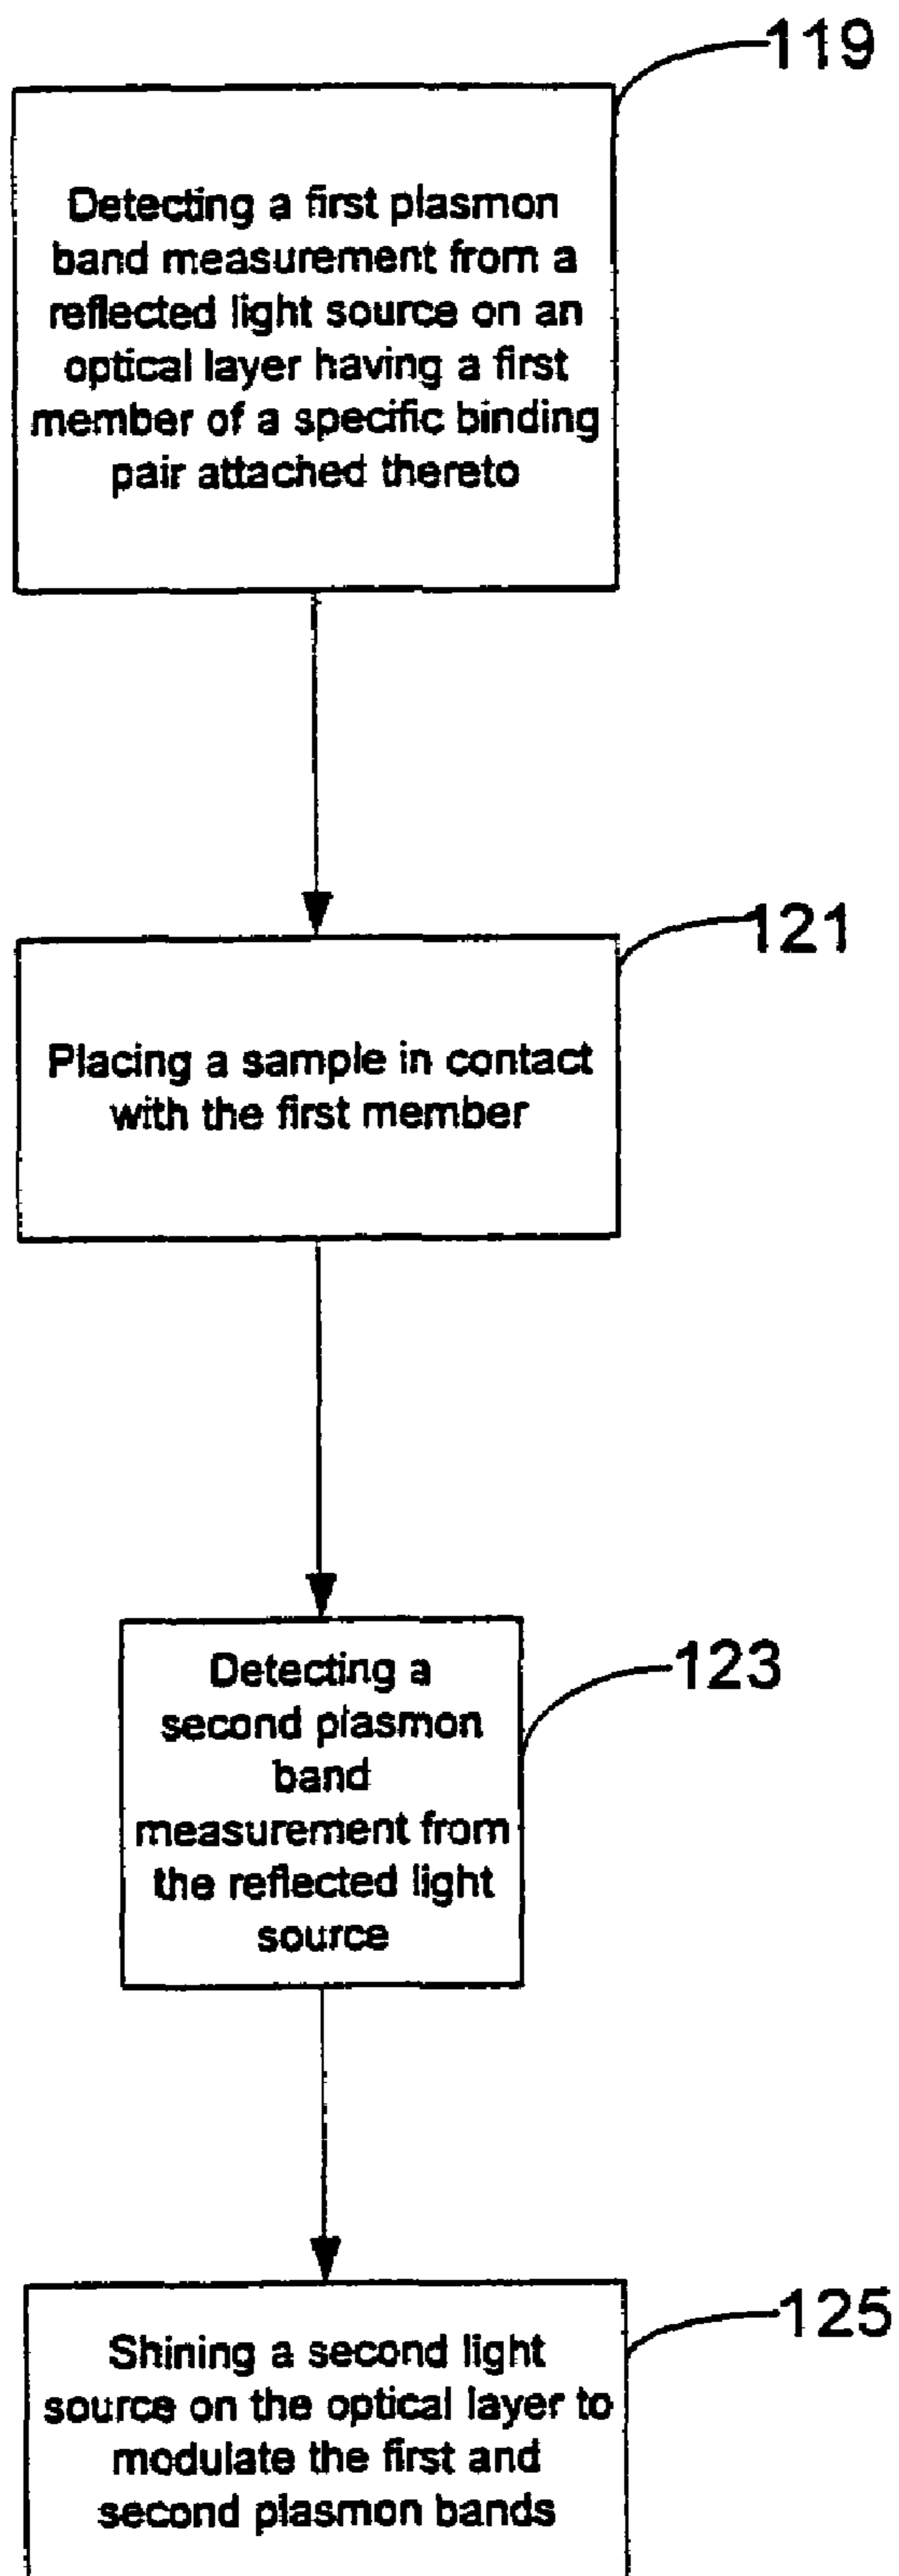 119
Detecting a first plasmon
band measurement from a
reflected light source on an
optical layer having a first
member of a specific binding
pair attached thereto
121
Placing a sample in contact
with the first member
123
Detecting a
second plasmon
band
measurement from
the reflected light
source
125
Shining a second light
source on the optical layer to
modulate the first and
second plasmon bands